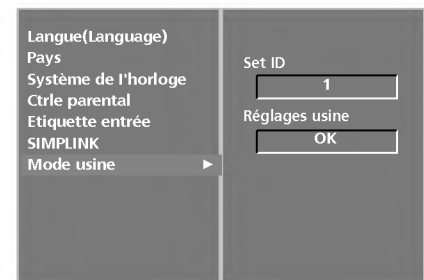 Langue(Language)
Pays
Système de l'horloge
Ctrle parental
Etiquette entrée
SIMPLINK
Mode usine ►
Set ID
1
Réglages usine
OK